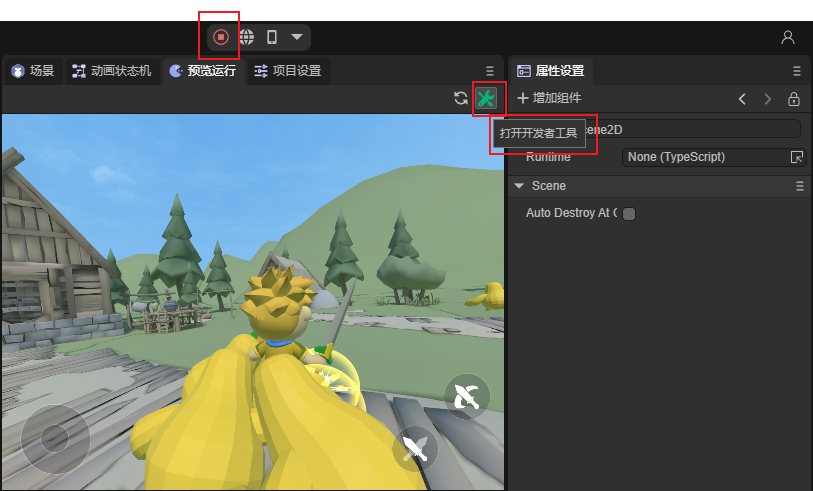 场景 动画状态机 预览运行 项目设置 属性设置
增加组件
打开开发者工具 ene2D
Runtime None (TypeScript)
Scene
Auto Destroy At